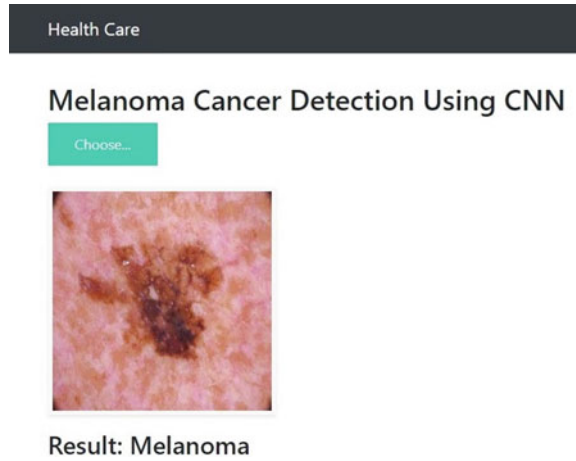 Health Care
Melanoma Cancer Detection Using CNN
Choose...
Result: Melanoma